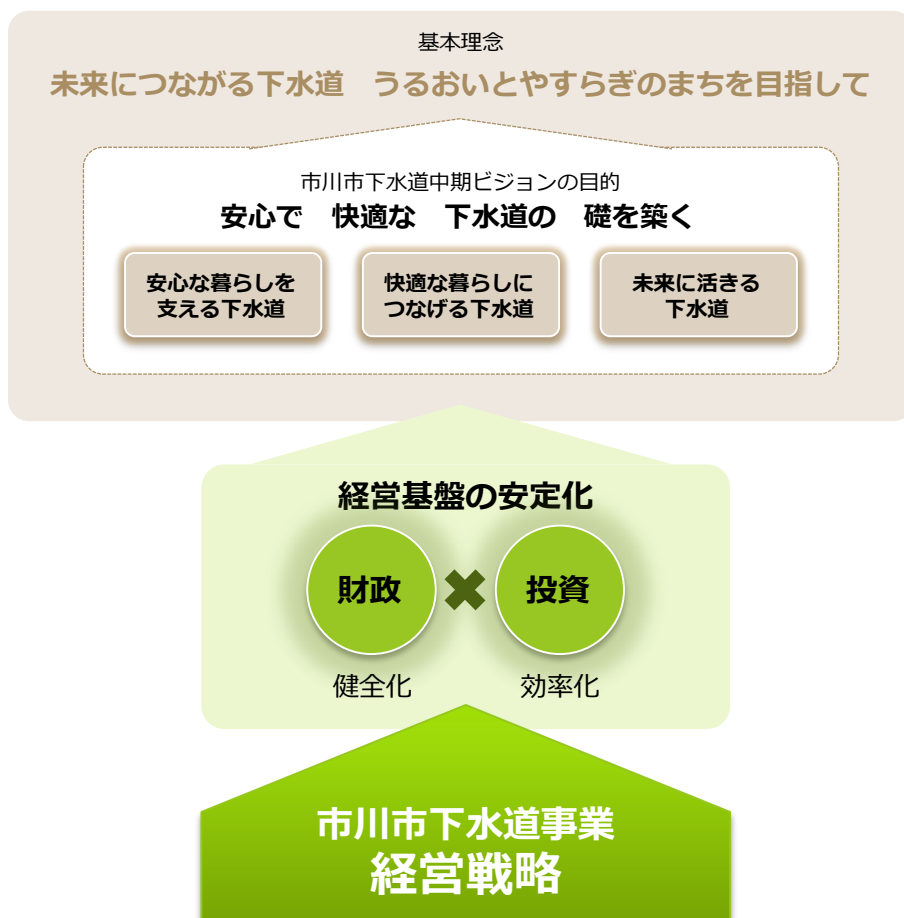 基本理念
未来につながる下水道　うるおいとやすらぎのまちを目指して
市川市下水道中期ビジョンの目的
安心で　快適な　下水道の　礎を築く
安心な暮らしを
支える下水道
快適な暮らしに
つなげる下水道
未来に活きる
下水道
経営基盤の安定化
財政
✖
投資
健全化
効率化
市川市下水道事業
経営戦略